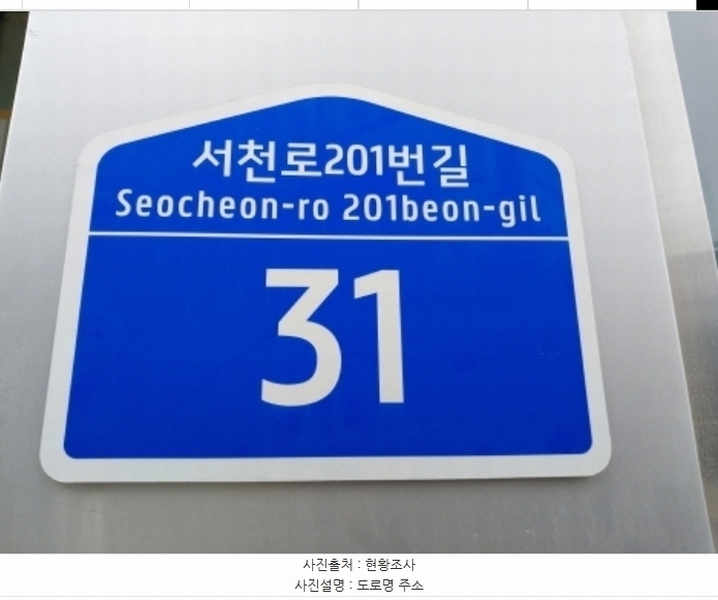 서천로201번길
Seocheon-ro 201beon-gil
31
사진출처 : 현황조사
사진설명 : 도로명 주소